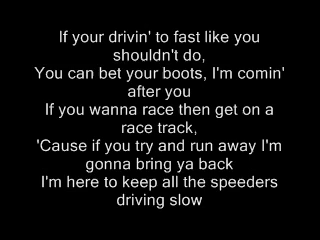 If your drivin' to fast like you
shouldn't do,
You can bet your boots, I'm comin'
after you
If you wanna race then get on a
race track,
'Cause if you try and run away I'm
gonna bring ya back
I'm here to keep all the speeders
driving slow